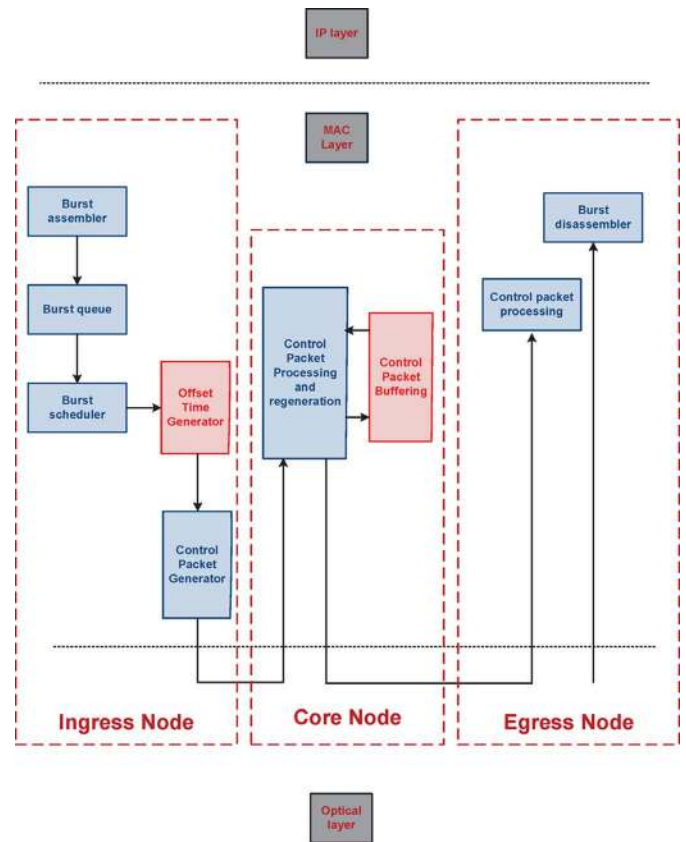 IP layer
MAC
Layer
Burst
assembler
Burst queue
Burst
scheduler
Offset
Time
Generator
Control
Packet
Generator
Control
Packet
Processing
and
regeneration
Control
Packet
Buffering
Burst
disassembler
Control packet
processing
Ingress Node
Core Node
Egress Node
Optical
layer